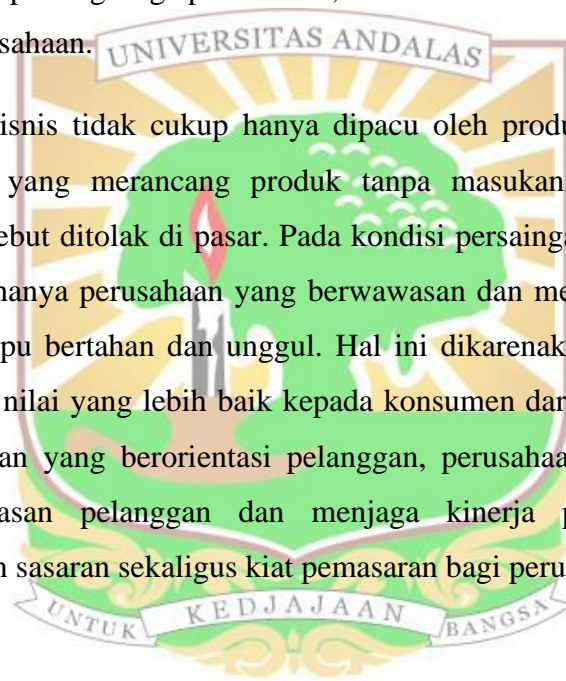 sahaan.
UNIVERSITAS ANDALAS
isnis tidak cukup hanya dipacu oleh produ
yang merancang produk tanpa masukan
ebut ditolak di pasar. Pada kondisi persainga
hanya perusahaan yang berwawasan dan me
pu bertahan dan unggul. Hal ini dikarenak
nilai yang lebih baik kepada konsumen dar
an yang berorientasi pelanggan, perusahaa
asan pelanggan dan menjaga kinerja p
n sasaran sekaligus kiat pemasaran bagi peru
UNTUK KEDJAJAAN BANGSA